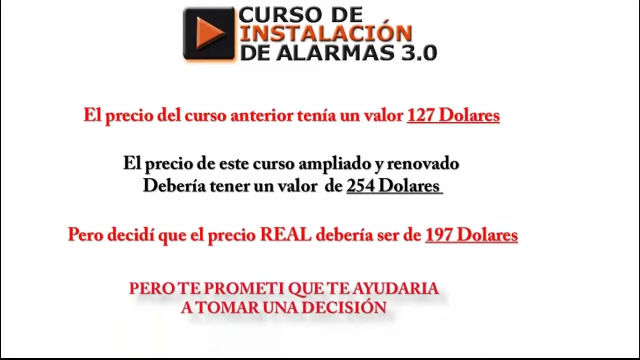 CURSO DE
INSTALACIÓN
DE ALARMAS 3.0
El precio del curso anterior tenía un valor 127 Dolares
El precio de este curso ampliado y renovado
Debería tener un valor de 254 Dolares
Pero decidí que el precio REAL debería ser de 197 Dolares
PERO TE PROMETI QUE TE AYUDARIA
A TOMAR UNA DECISIÓN